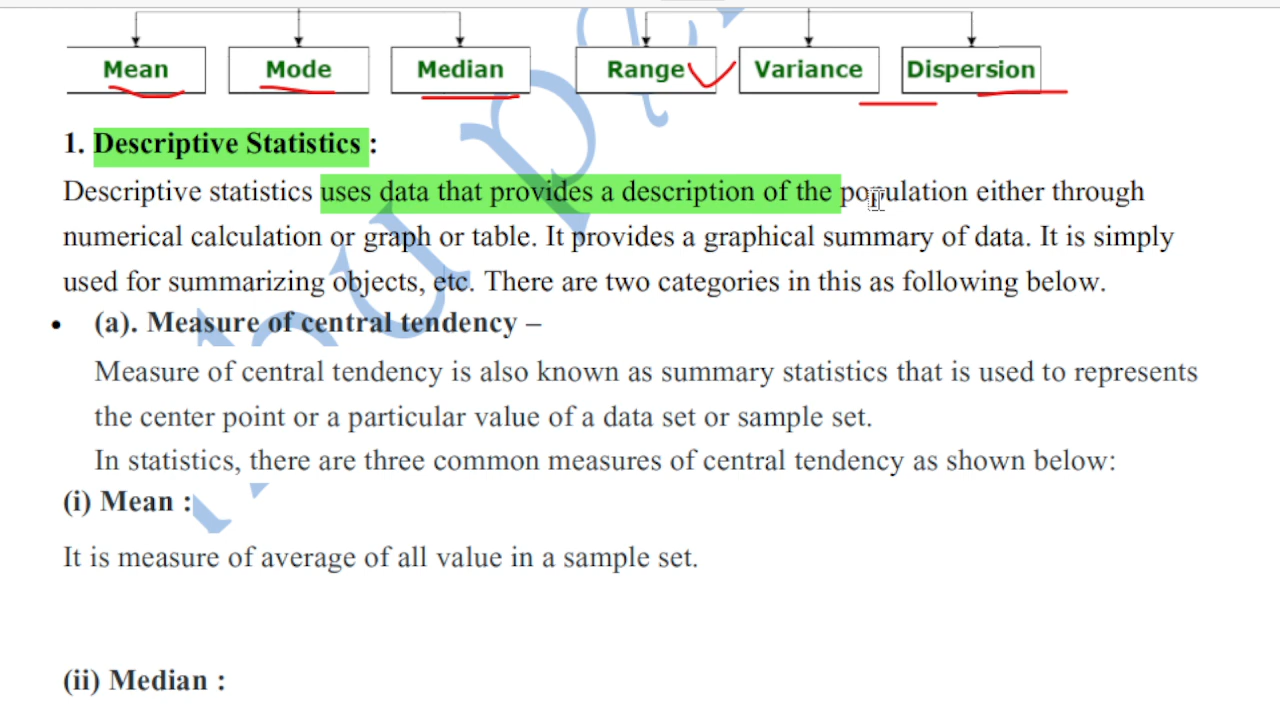 Mean Mode Median Range Variance Dispersion
1. Descriptive Statistics :
Descriptive statistics uses data that provides a description of the population either through
numerical calculation or graph or table. It provides a graphical summary of data. It is simply
used for summarizing objects, etc. There are two categories in this as following below.
• (a). Measure of central tendency –
Measure of central tendency is also known as summary statistics that is used to represents
the center point or a particular value of a data set or sample set.
In statistics, there are three common measures of central tendency as shown below:
(i) Mean :
It is measure of average of all value in a sample set.
(ii) Median :